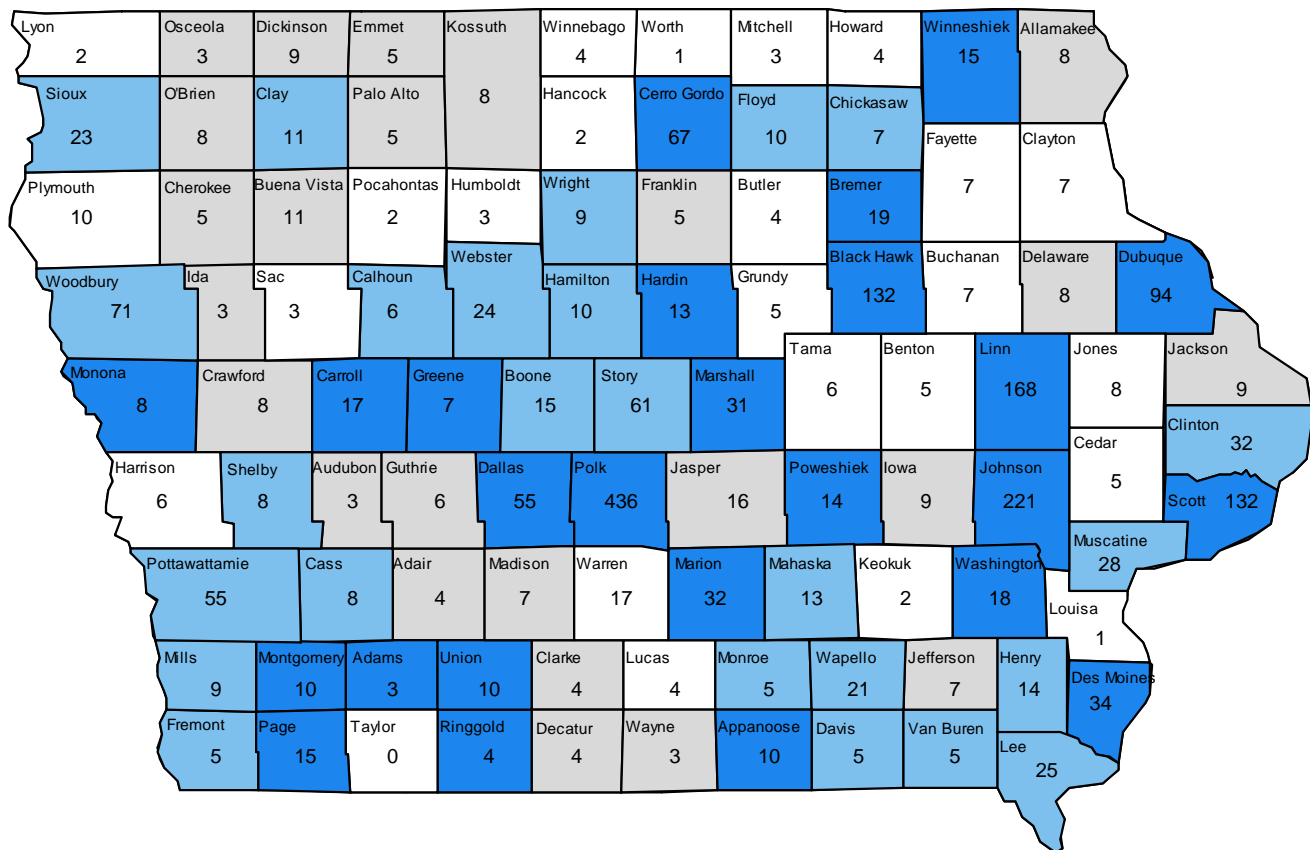 Lyon
2
Osceola
3
Dickinson
9
Emmet
5
Kossuth
8
Winnebago
4
Worth
1
Mitchell
3
Howard
4
Winneshiek
15
Allamakee
8
Sioux
23
O'Brien
8
Clay
11
Palo Alto
5
Hancock
2
Cerro Gordo
67
Floyd
10
Chickasaw
7
Fayette
7
Clayton
7
Plymouth
10
Cherokee
5
Buena Vista
11
Pocahontas
2
Humboldt
3
Wright
9
Franklin
5
Butler
4
Bremer
19
Woodbury
71
Ida
3
Sac
3
Calhoun
6
Webster
24
Hamilton
10
Hardin
13
Grundy
5
Black Hawk
132
Buchanan
7
Delaware
8
Dubuque
94
Monona
8
Crawford
8
Carroll
17
Greene
7
Boone
15
Story
61
Marshall
31
Tama
6
Benton
5
Linn
168
Jones
8
Jackson
9
Clinton
32
Cedar
5
Harrison
6
Shelby
8
Audubon
3
Guthrie
6
Dallas
55
Polk
436
Jasper
16
Poweshiek
14
Iowa
9
Johnson
221
Scott 132
Muscatine
28
Pottawattamie
55
Cass
8
Adair
4
Madison
7
Warren
17
Marion
32
Mahaska
13
Keokuk
2
Washington
18
Louisa
1
Mills
9
Montgomery
10
Adams
3
Union
10
Clarke
4
Lucas
4
Monroe
5
Wapello
21
Jefferson
7
Henry
14
Des Moines
34
Fremont
5
Page
15
Taylor
0
Ringgold
4
Decatur
4
Wayne
3
Appanoose
10
Davis
5
Van Buren
5
Lee
25